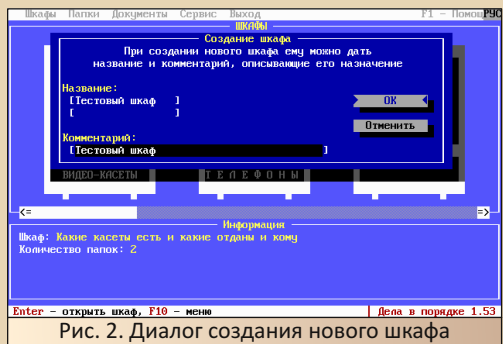 Шкафы Папки Документы Сервис Выход F1 - Помощ РУС
ШКАФЫ
Создание шкафа
При создании нового шкафа ему можно дать
название и комментарий, описывающие его назначение
Название:
[Тестовый шкаф ]
[ ]
OK
Отменить
Комментарий:
[Тестовый шкаф ]
ВИДЕО-КАСЕТЫ ТЕЛЕФОНЫ
<= =>
Информация
Шкаф: Какие касеты есть и какие отданы и кому
Количество папок: 2
Enter - открыть шкаф, F10 - меню Дела в порядке 1.53
Рис. 2. Диалог создания нового шкафа